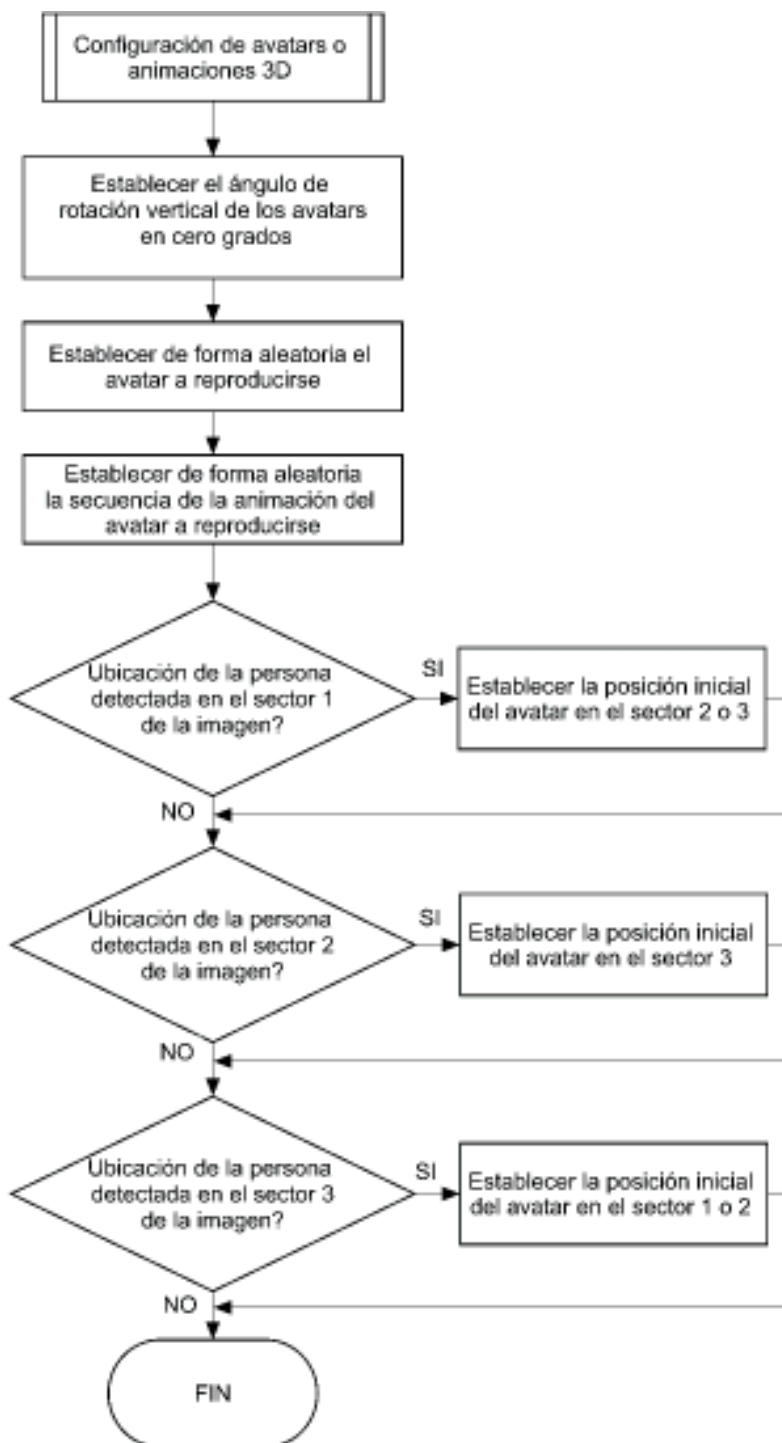 Configuración de avatars o
animaciones 3D
Establecer el ángulo de
rotación vertical de los avatars
en cero grados
Establecer de forma aleatoria el
avatar a reproducirse
Establecer de forma aleatoria
la secuencia de la animación del
avatar a reproducirse
Ubicación de la persona
detectada en el sector 1
de la imagen?
SI
Establecer la posición inicial
del avatar en el sector 2 o 3
NO
Ubicación de la persona
detectada en el sector 2
de la imagen?
SI
Establecer la posición inicial
del avatar en el sector 3
NO
Ubicación de la persona
detectada en el sector 3
de la imagen?
SI
Establecer la posición inicial
del avatar en el sector 1 o 2
NO
FIN